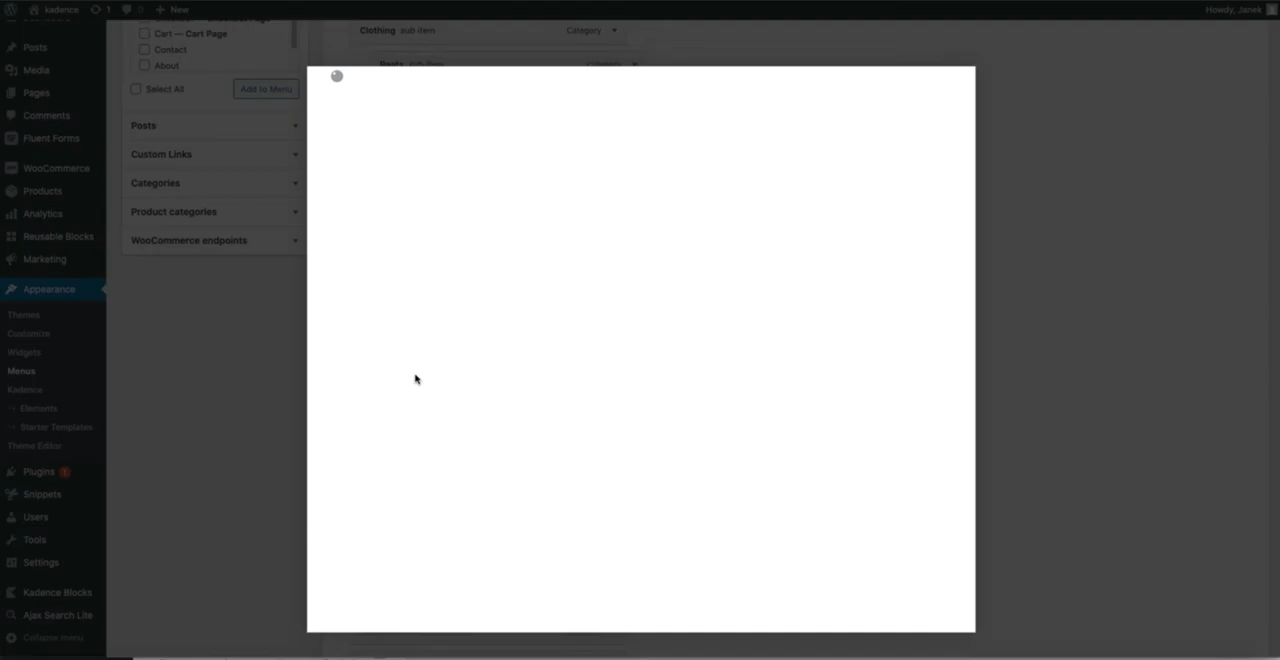 kadence 1 0 New
Howdy, Janek
Posts
Media
Pages
Comments
Fluent Forms
WooCommerce
Products
Analytics
Reusable Blocks
Marketing
Appearance
Themes
Customize
Widgets
Menus
Kadence
Elements
Starter Templates
Theme Editor
Plugins 1
Snippets
Users
Tools
Settings
Kadence Blocks
Ajax Search Lite
Collapse menu
Cart — Cart Page
Contact
About
Select All
Add to Menu
Posts
Custom Links
Categories
Product categories
WooCommerce endpoints
Clothing sub item Category